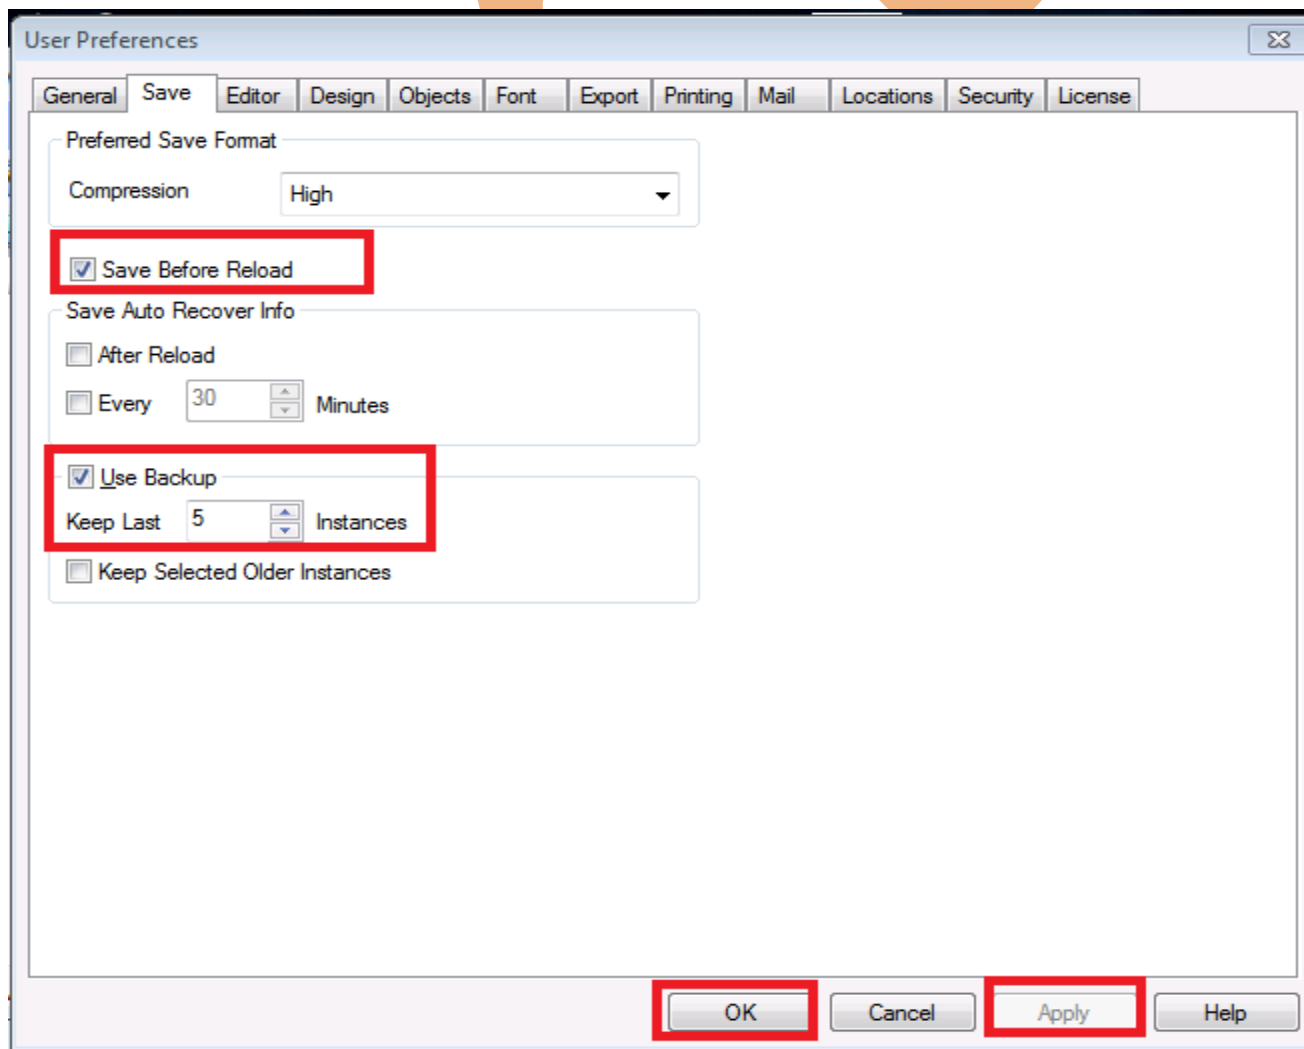 User Preferences
General Save Editor Design Objects Font Export Printing Mail Locations Security License
Preferred Save Format
Compression High
Save Before Reload
Save Auto Recover Info
After Reload
Every 30 Minutes
Use Backup
Keep Last 5 Instances
Keep Selected Older Instances
OK Cancel Apply Help